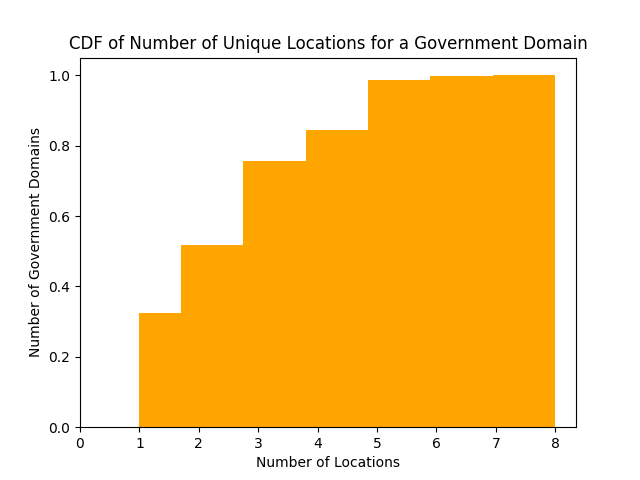 CDF of Number of Unique Locations for a Government Domain
Number of Government Domains
1.0
0.8
0.6
0.4
0.2
0.0
0 1 2 3 4 5 6 7 8
Number of Locations